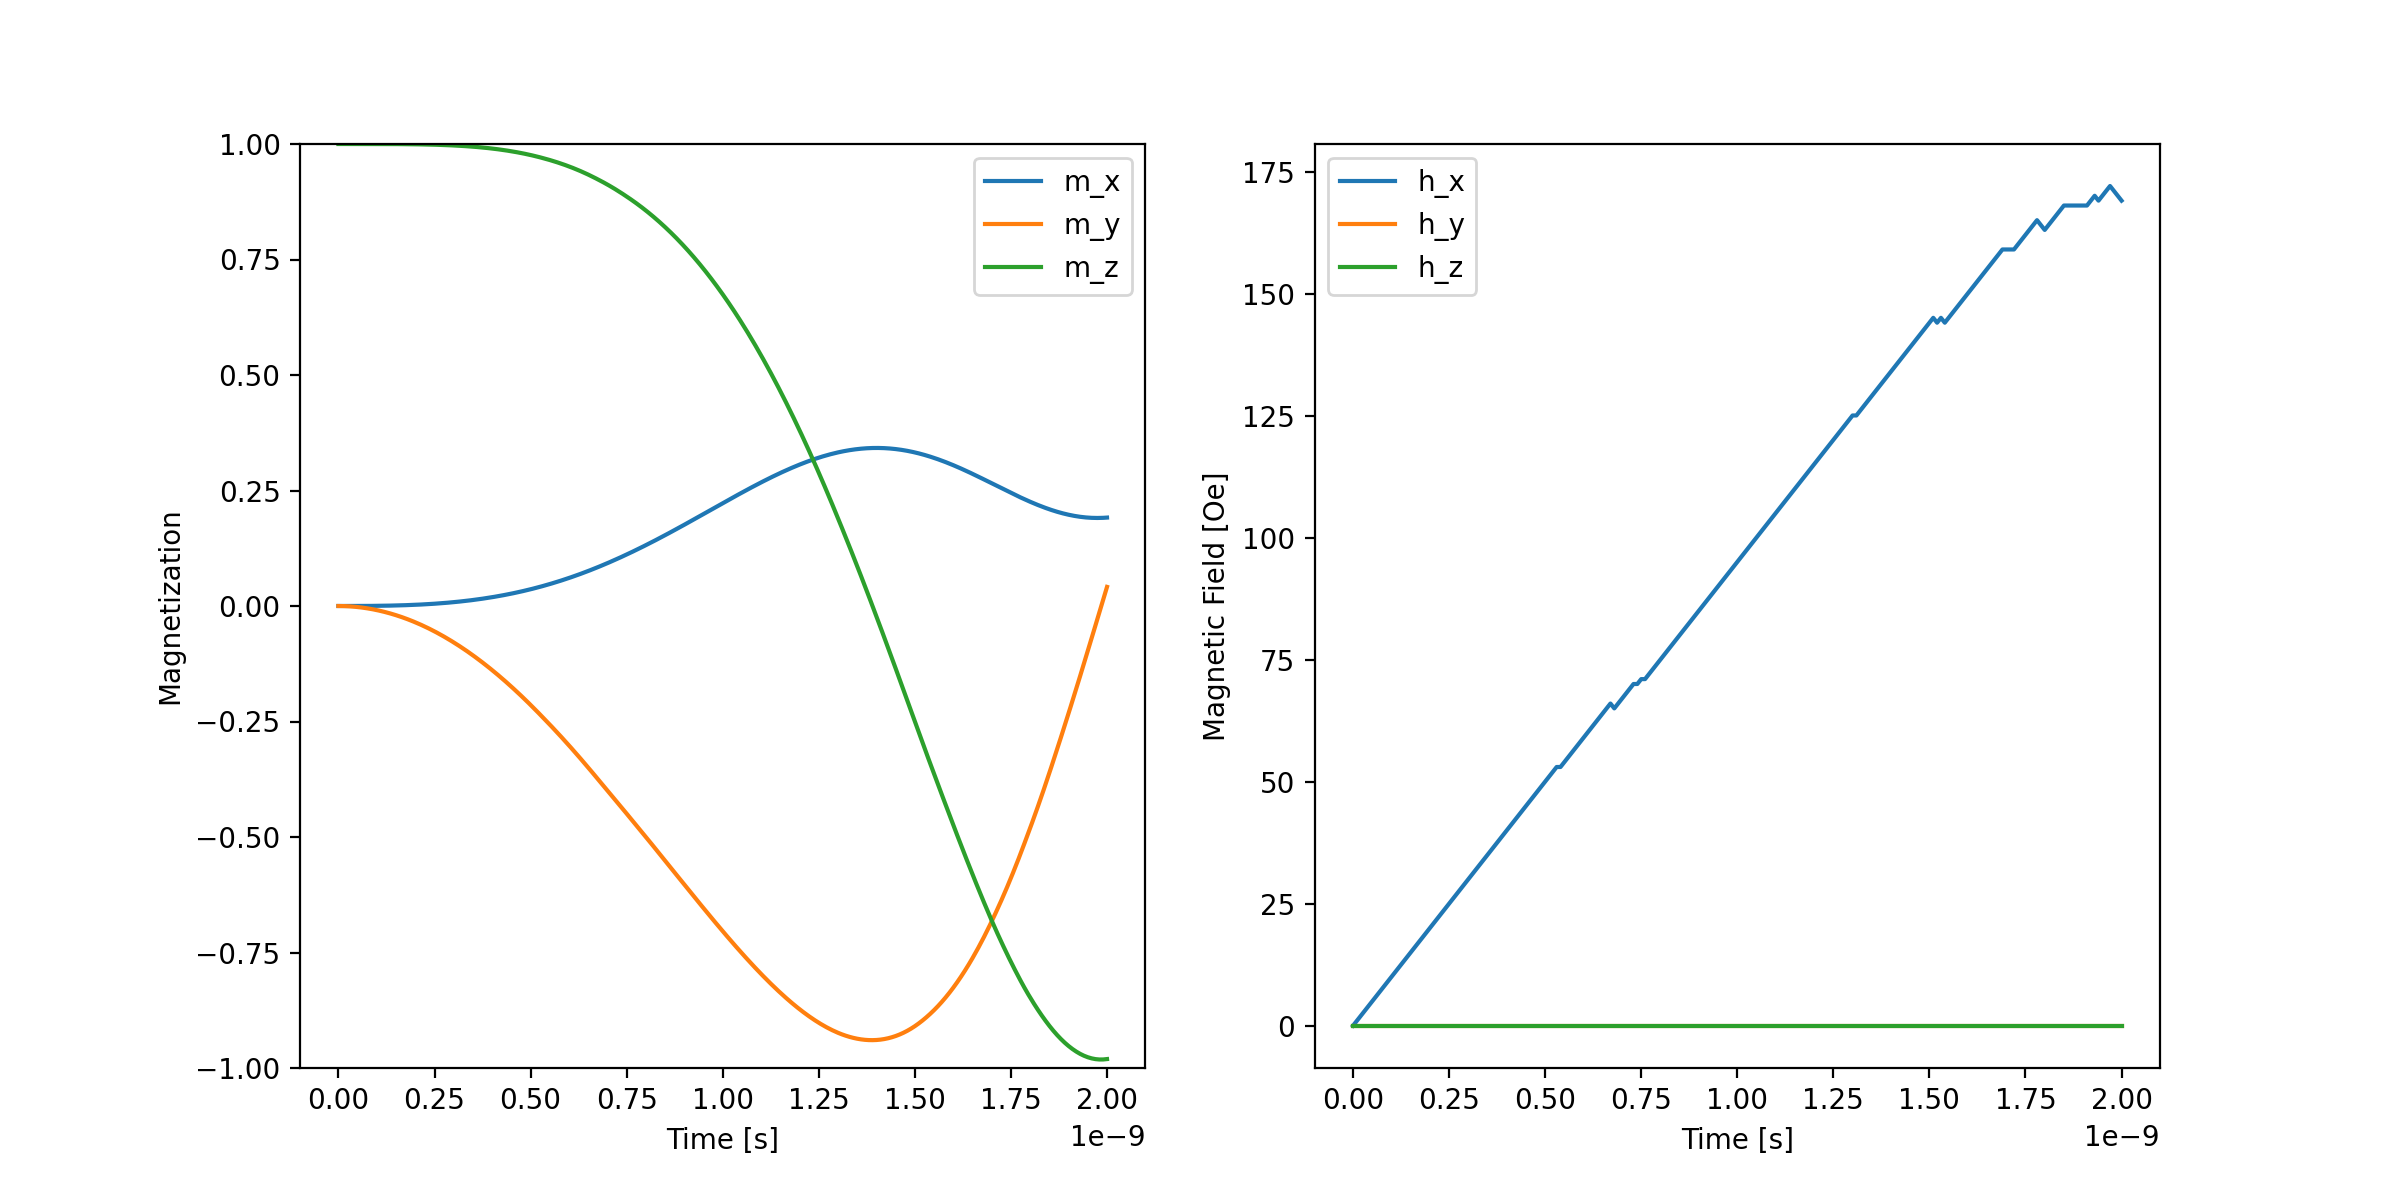 1.00
0.75
0.50
0.25
0.00
−0.25
−0.50
−0.75
−1.00
Magnetization
m_x
m_y
m_z
0.00 0.25 0.50 0.75 1.00 1.25 1.50 1.75 2.00
Time [s]
1e−9
175
150
125
100
75
50
25
0
Magnetic Field [Oe]
h_x
h_y
h_z
0.00 0.25 0.50 0.75 1.00 1.25 1.50 1.75 2.00
Time [s]
1e−9